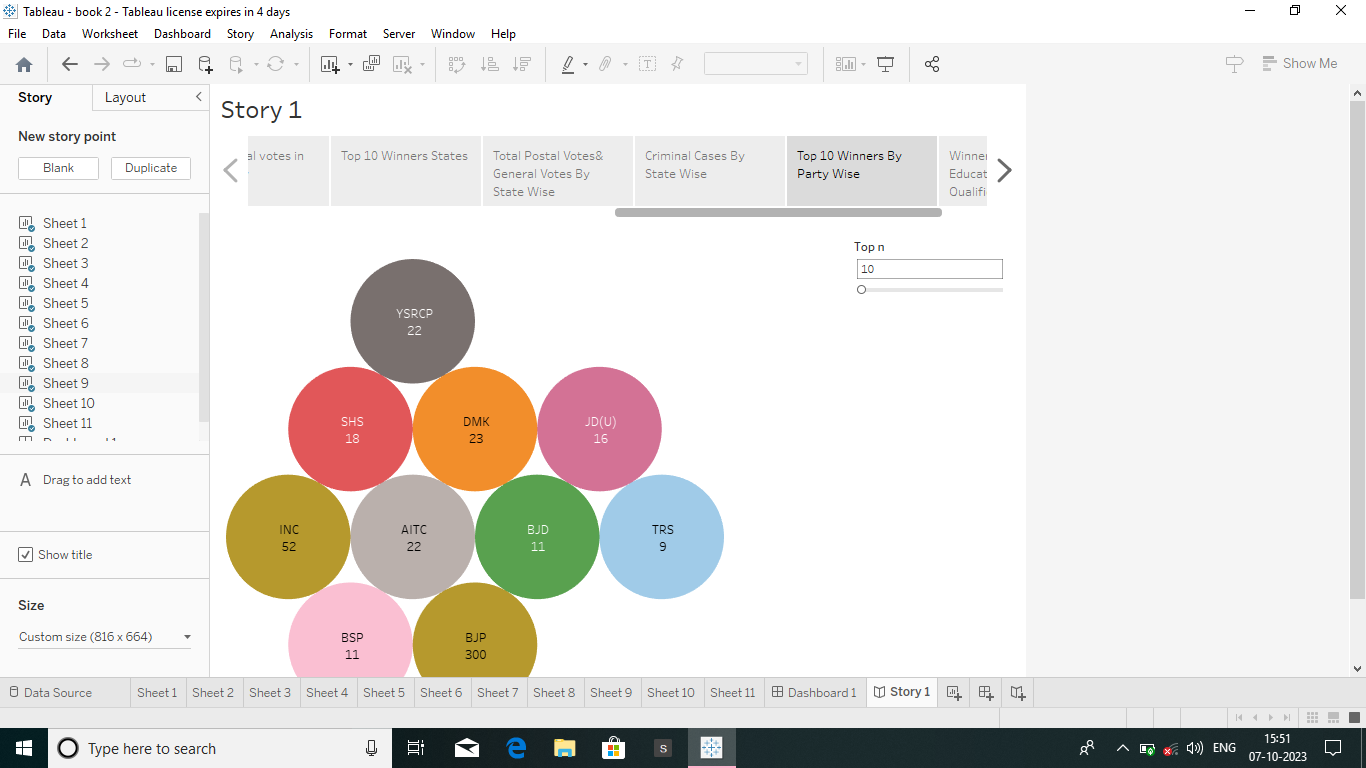 Tableau - book 2 - Tableau license expires in 4 days
File Data Worksheet Dashboard Story Analysis Format Server Window Help
Show Me
Story Layout
New story point
Blank Duplicate
Sheet 1
Sheet 2
Sheet 3
Sheet 4
Sheet 5
Sheet 6
Sheet 7
Sheet 8
Sheet 9
Sheet 10
Sheet 11
A Drag to add text
Show title
Size
Custom size (816 x 664)
Story 1
al votes in
Top 10 Winners States
Total Postal Votes&
General Votes By
State Wise
Criminal Cases By
State Wise
Top 10 Winners By
Party Wise
Winner
Educat
Qualifi
Top n
10
YSRCP
22
SHS
18
DMK
23
JD(U)
16
INC
52
AITC
22
BJD
11
TRS
9
BSP
11
BJP
300
Data Source Sheet 1 Sheet 2 Sheet 3 Sheet 4 Sheet 5 Sheet 6 Sheet 7 Sheet 8 Sheet 9 Sheet 10 Sheet 11 Dashboard 1 Story 1
Type here to search
S
ENG
15:51
07-10-2023